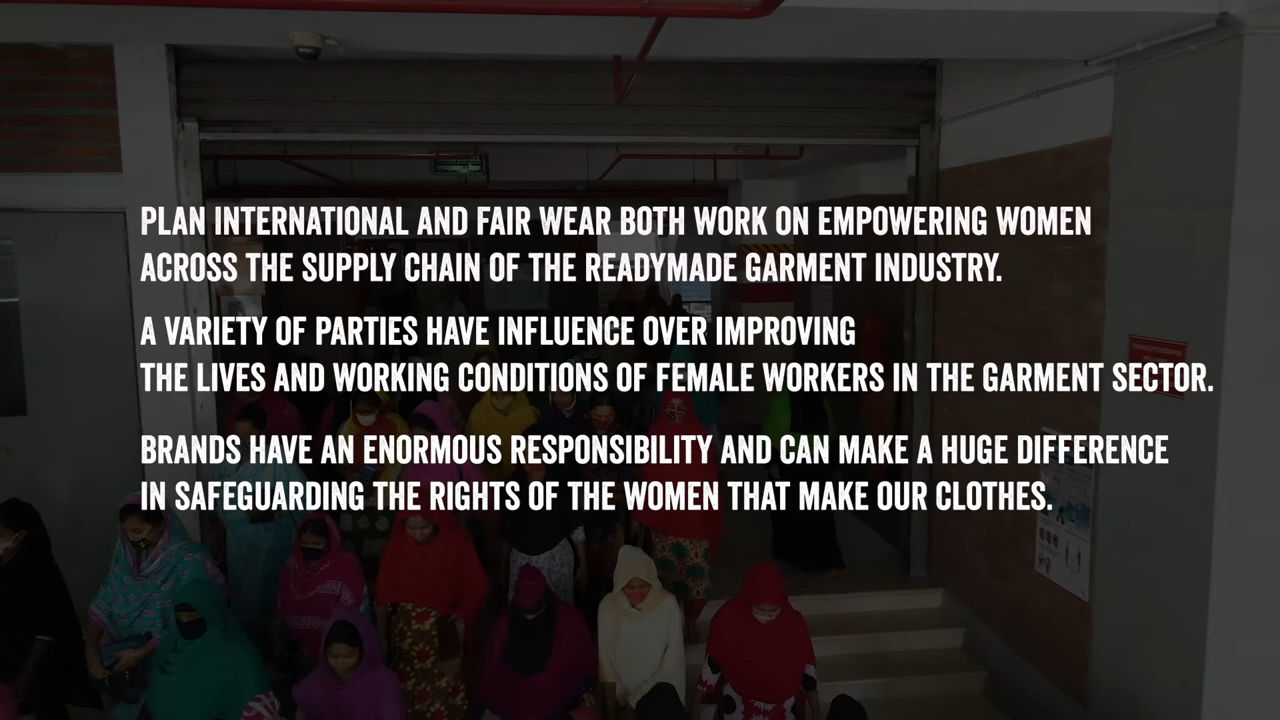 PLAN INTERNATIONAL AND FAIR WEAR BOTH WORK ON EMPOWERING WOMEN
ACROSS THE SUPPLY CHAIN OF THE READYMADE GARMENT INDUSTRY.
A VARIETY OF PARTIES HAVE INFLUENCE OVER IMPROVING
THE LIVES AND WORKING CONDITIONS OF FEMALE WORKERS IN THE GARMENT SECTOR.
BRANDS HAVE AN ENORMOUS RESPONSIBILITY AND CAN MAKE A HUGE DIFFERENCE
IN SAFEGUARDING THE RIGHTS OF THE WOMEN THAT MAKE OUR CLOTHES.